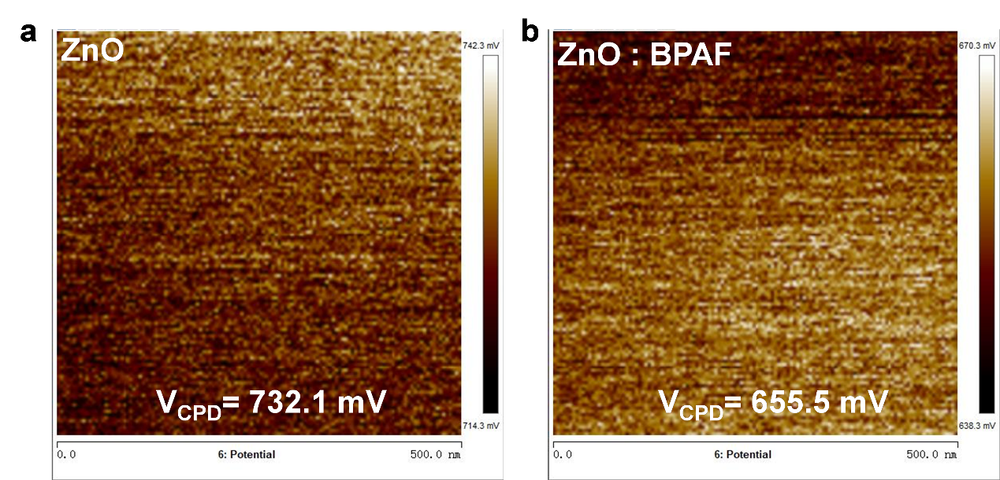 a
ZnO
742.3 mV
V_CPD= 732.1 mV
714.3 mV
0.0 6: Potential 500.0 nm
b
ZnO : BPAF
670.3 mV
V_CPD= 655.5 mV
638.3 mV
0.0 6: Potential 500.0 nm